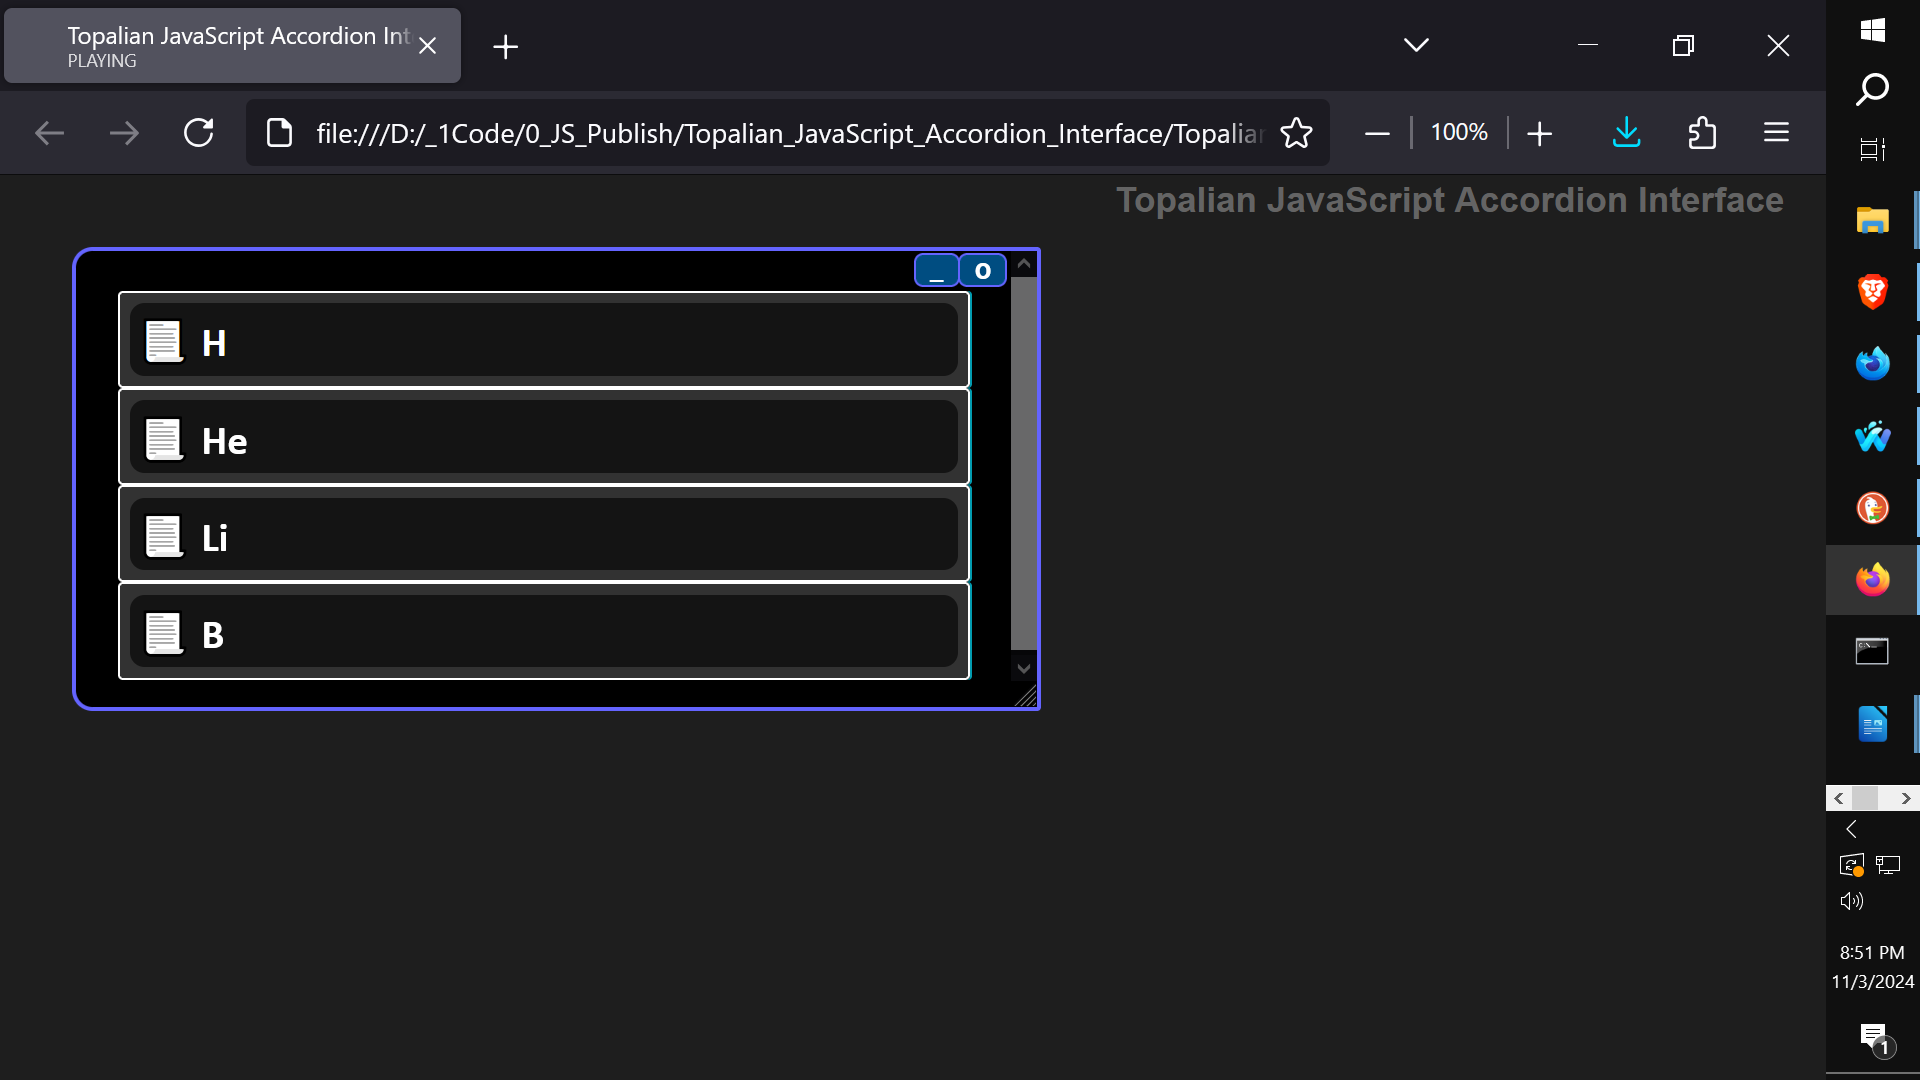 Topalian JavaScript Accordion Int
PLAYING
file:///D:/_1Code/0_JS_Publish/Topalian_JavaScript_Accordion_Interface/Topalian
100%
Topalian JavaScript Accordion Interface
_ o
H
He
Li
B
8:51 PM
11/3/2024
1